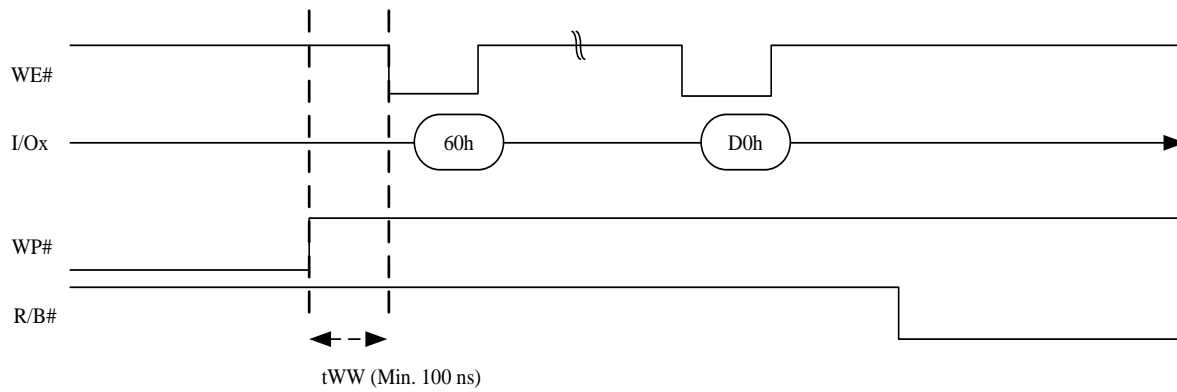 WE#
I/Ox
60h
D0h
WP#
R/B#
tWW (Min. 100 ns)